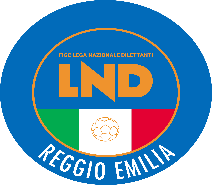 FIGC LEGA NAZIONALE DILETTANTI
LND
REGGIO EMILIA